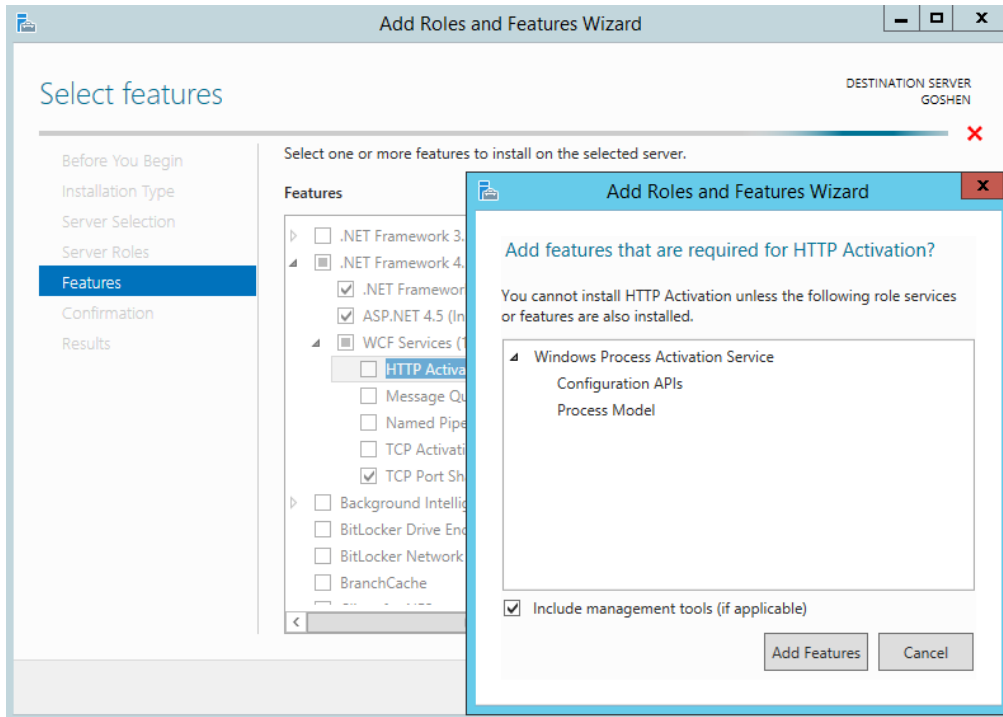 Add Roles and Features Wizard
Select features
DESTINATION SERVER
GOSHEN
Before You Begin
Installation Type
Server Selection
Server Roles
Features
Confirmation
Results
Select one or more features to install on the selected server.
Features
.NET Framework 3.
.NET Framework 4.
.NET Framewor
ASP.NET 4.5 (In
WCF Services (1
HTTP Activa
Message Qu
Named Pipe
TCP Activati
TCP Port Sh
Background Intellig
BitLocker Drive Enc
BitLocker Network
BranchCache
Add Roles and Features Wizard
Add features that are required for HTTP Activation?
You cannot install HTTP Activation unless the following role services
or features are also installed.
Windows Process Activation Service
Configuration APIs
Process Model
Include management tools (if applicable)
Add Features
Cancel